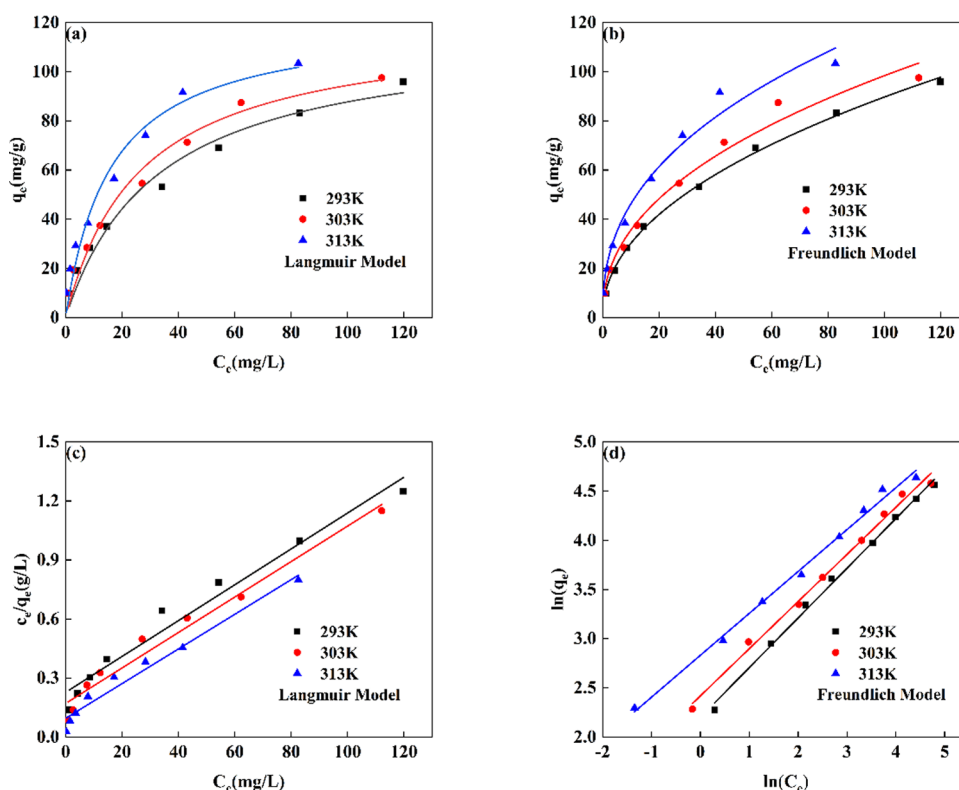 (a)
120
100
80
60
40
20
0
qe(mg/g)
293K
303K
313K
Langmuir Model
0 20 40 60 80 100 120
Ce(mg/L)
(b)
120
100
80
60
40
20
0
qe(mg/g)
293K
303K
313K
Freundlich Model
0 20 40 60 80 100 120
Ce(mg/L)
(c)
1.5
1.2
0.9
0.6
0.3
0.0
ce/qe(g/L)
293K
303K
313K
Langmuir Model
0 20 40 60 80 100 120
Ce(mg/L)
(d)
5.0
4.5
4.0
3.5
3.0
2.5
2.0
ln(qe)
293K
303K
313K
Freundlich Model
-2 -1 0 1 2 3 4 5
ln(Ce)